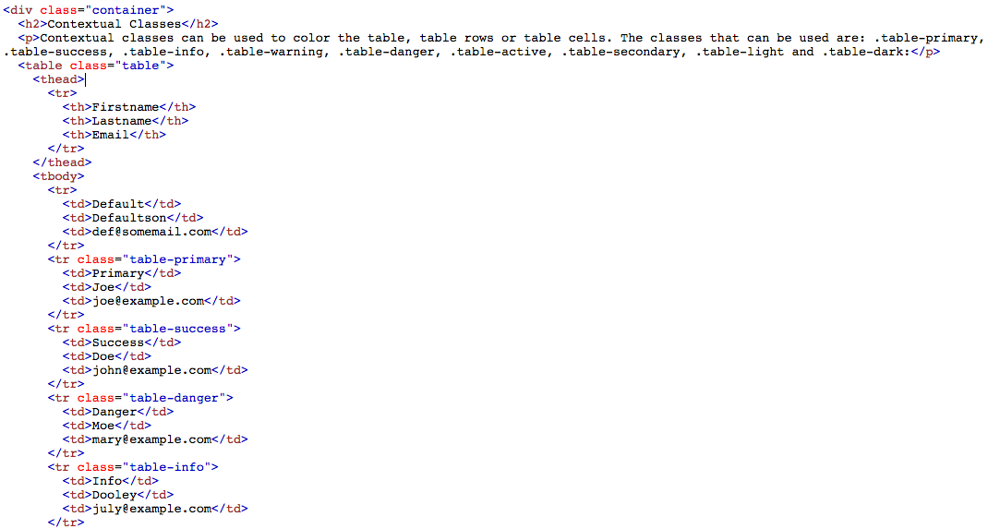 <div class="container">
  <h2>Contextual Classes</h2>
  <p>Contextual classes can be used to color the table, table rows or table cells. The classes that can be used are: .table-primary,
.table-success, .table-info, .table-warning, .table-danger, .table-active, .table-secondary, .table-light and .table-dark:</p>
  <table class="table">
    <thead>
      <tr>
        <th>Firstname</th>
        <th>Lastname</th>
        <th>Email</th>
      </tr>
    </thead>
    <tbody>
      <tr>
        <td>Default</td>
        <td>Defaultson</td>
        <td>def@somemail.com</td>
      </tr>
      <tr class="table-primary">
        <td>Primary</td>
        <td>Joe</td>
        <td>joe@example.com</td>
      </tr>
      <tr class="table-success">
        <td>Success</td>
        <td>Doe</td>
        <td>john@example.com</td>
      </tr>
      <tr class="table-danger">
        <td>Danger</td>
        <td>Moe</td>
        <td>mary@example.com</td>
      </tr>
      <tr class="table-info">
        <td>Info</td>
        <td>Dooley</td>
        <td>july@example.com</td>
      </tr>